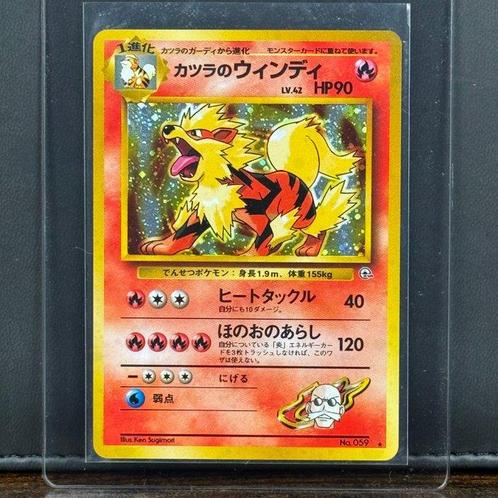 1進化
カツラのガーディから進化
モンスターカードに重ねて使います。
カツラのウィンディ
LV.42 HP90
でんせつポケモン：身長1.9m、体重155kg
ヒートタックル 40
自分にも10ダメージ。
ほのおのあらし 120
自分についている「炎」エネルギーカー
ドを3枚トラッシュしなければ、このワ
ザは使えない。
にげる
弱点
Illus. Ken Sugimori
No. 059